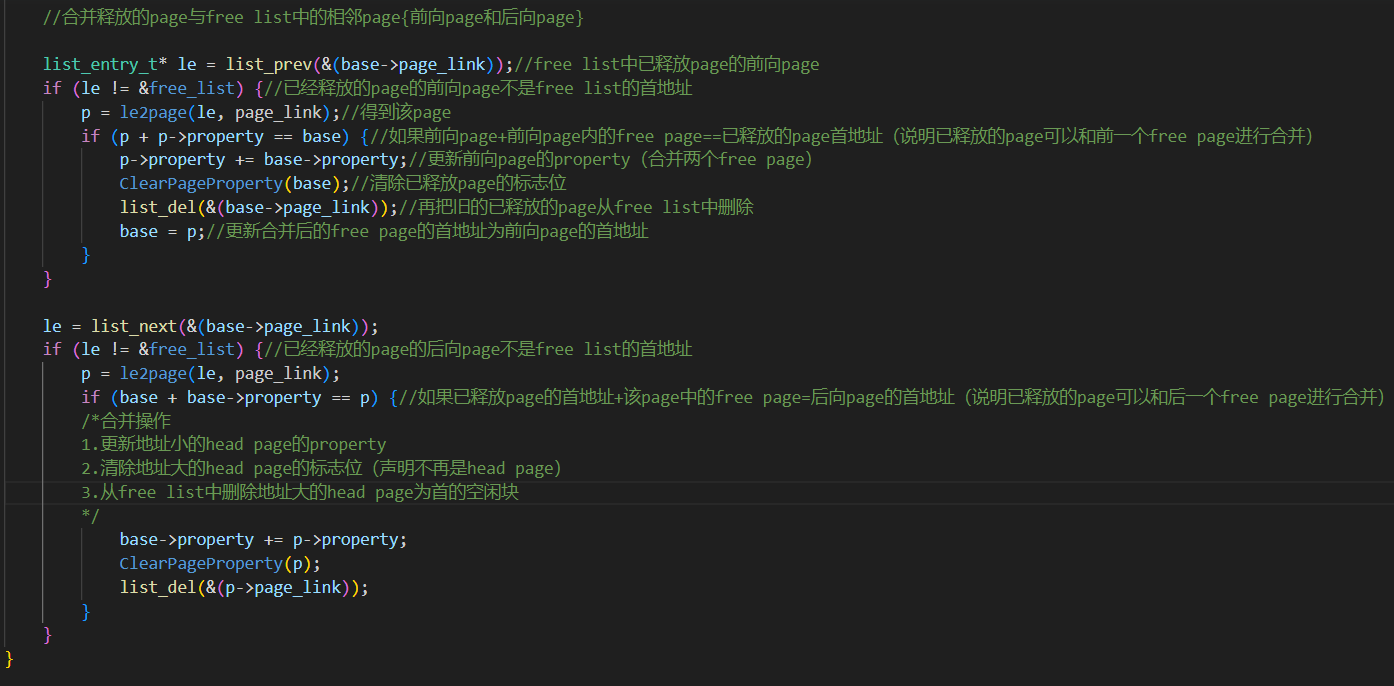 //合并释放的page与free list中的相邻page{前向page和后向page}
list_entry_t* le = list_prev(&(base->page_link));//free list中已释放page的前向page
if (le != &free_list) {//已经释放的page的前向page不是free list的首地址
p = le2page(le, page_link);//得到该page
if (p + p->property == base) {//如果前向page+前向page内的free page==已释放的page首地址（说明已释放的page可以和前一个free page进行合并）
p->property += base->property;//更新前向page的property（合并两个free page）
ClearPageProperty(base);//清除已释放page的标志位
list_del(&(base->page_link));//再把旧的已释放的page从free list中删除
base = p;//更新合并后的free page的首地址为前向page的首地址
}
}
le = list_next(&(base->page_link));
if (le != &free_list) {//已经释放的page的后向page不是free list的首地址
p = le2page(le, page_link);
if (base + base->property == p) {//如果已释放page的首地址+该page中的free page=后向page的首地址（说明已释放的page可以和后一个free page进行合并）
/*合并操作
1.更新地址小的head page的property
2.清除地址大的head page的标志位（声明不再是head page）
3.从free list中删除地址大的head page为首的空闲块
*/
base->property += p->property;
ClearPageProperty(p);
list_del(&(p->page_link));
}
}
}